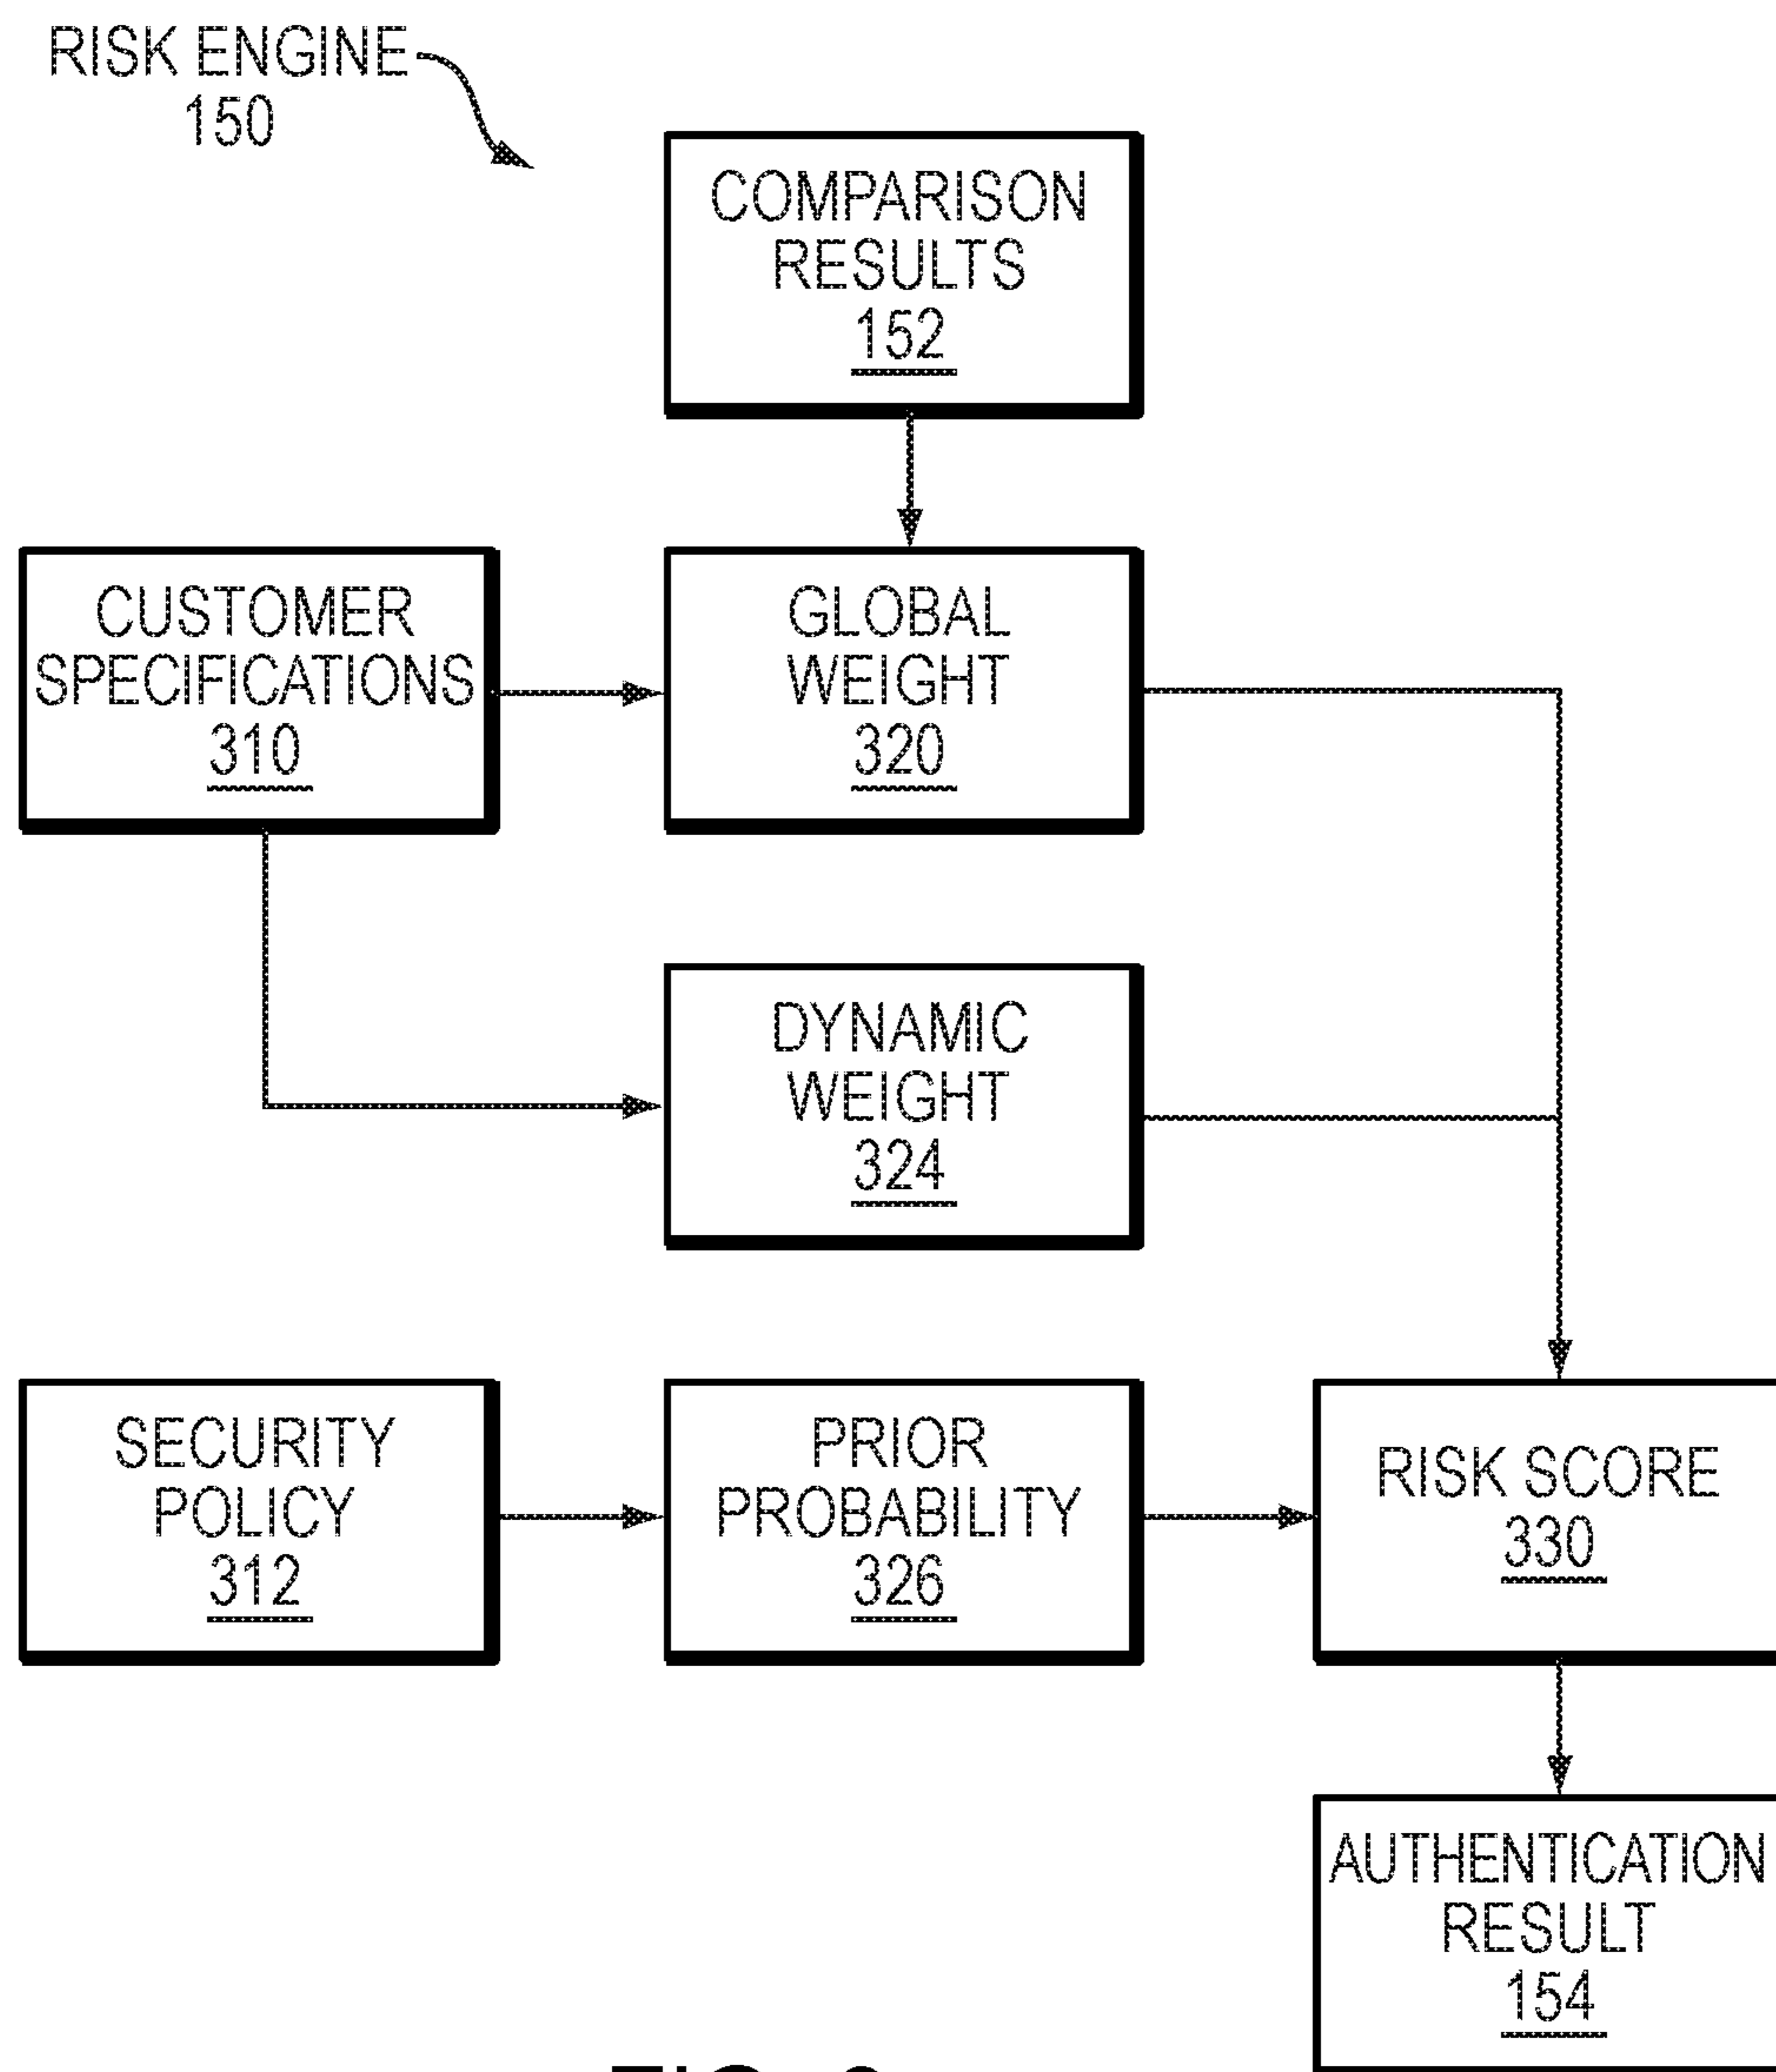 RISK ENGINE
150
COMPARISON
RESULTS
152
CUSTOMER
SPECIFICATIONS
310
GLOBAL
WEIGHT
320
DYNAMIC
WEIGHT
324
SECURITY
POLICY
312
PRIOR
PROBABILITY
326
RISK SCORE
330
AUTHENTICATION
RESULT
154